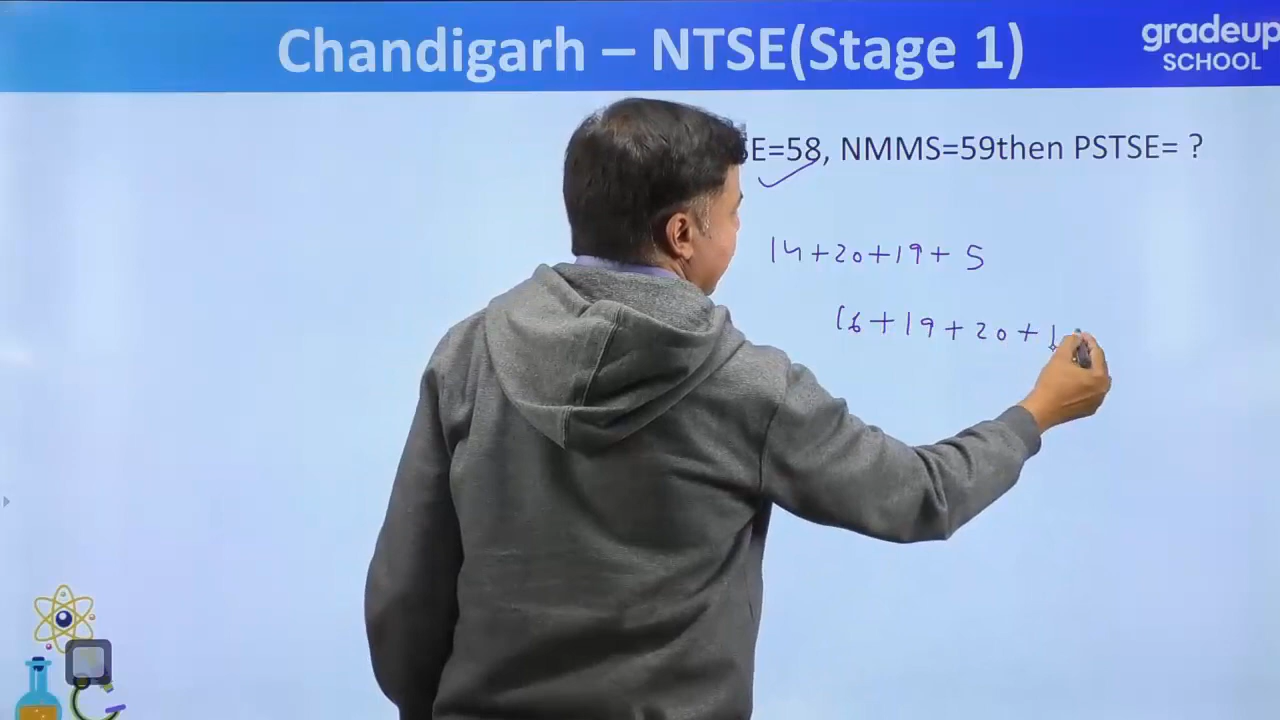 Chandigarh – NTSE(Stage 1)
gradeup
SCHOOL
E=58, NMMS=59then PSTSE= ?
14+20+19+ 5
16+19+20+1